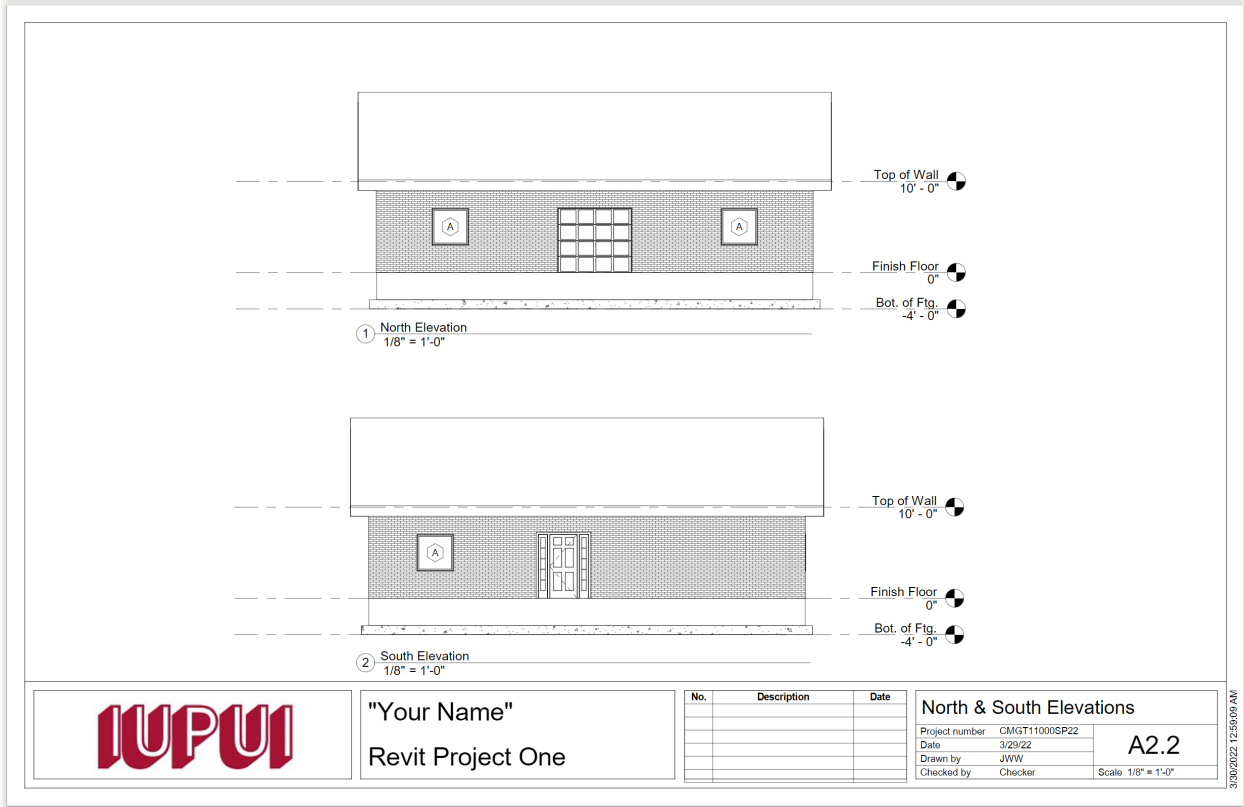 Top of Wall
10' - 0"
A
A
Finish Floor
0"
Bot. of Ftg.
-4' - 0"
1
North Elevation
1/8" = 1'-0"
Top of Wall
10' - 0"
A
Finish Floor
0"
Bot. of Ftg.
-4' - 0"
2
South Elevation
1/8" = 1'-0"
IUPUI
"Your Name"
Revit Project One
No. Description Date
North & South Elevations
Project number CMGT11000SP22
Date 3/29/22
Drawn by JWW
Checked by Checker
A2.2
Scale 1/8" = 1'-0"
3/30/2022 12:59:09 AM